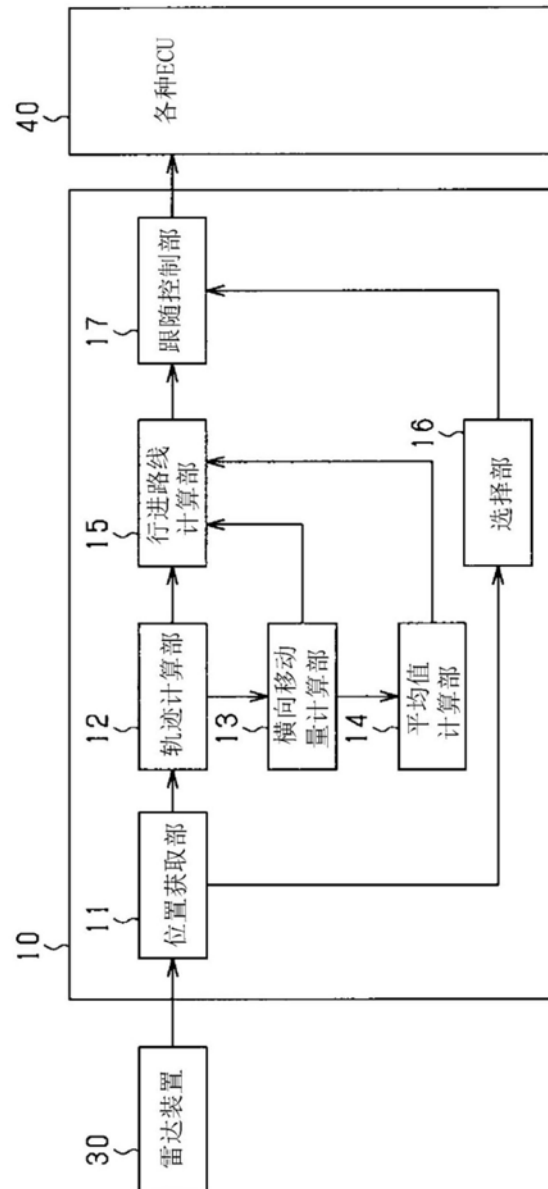 30
雷达装置
10
11
位置获取部
12
轨迹计算部
13
横向移动
量计算部
14
平均值
计算部
15
行进路线
计算部
16
选择部
17
跟随控制部
40
各种ECU